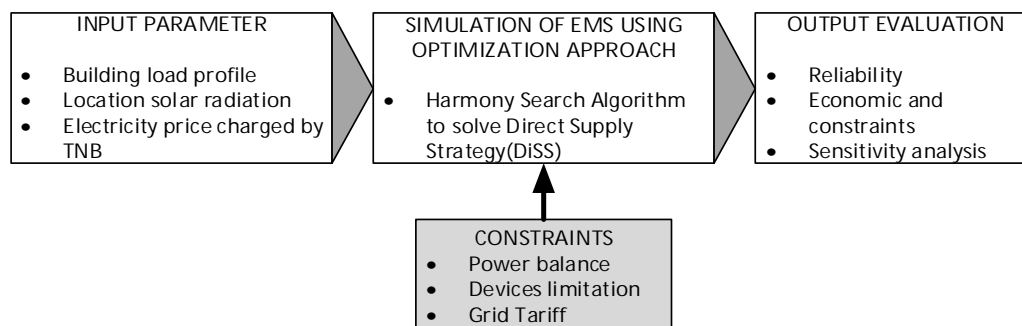 INPUT PARAMETER
• Building load profile
• Location solar radiation
• Electricity price charged by
TNB
SIMULATION OF EMS USING
OPTIMIZATION APPROACH
• Harmony Search Algorithm
to solve Direct Supply
Strategy(DiSS)
OUTPUT EVALUATION
• Reliability
• Economic and
constraints
• Sensitivity analysis
CONSTRAINTS
• Power balance
• Devices limitation
• Grid Tariff